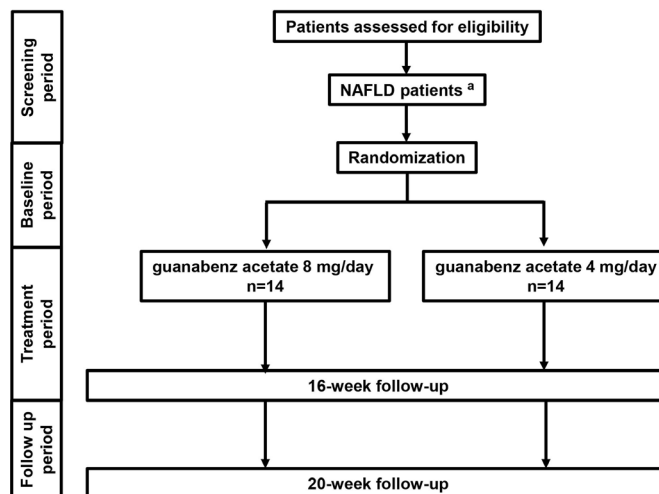 Screening
period
Patients assessed for eligibility
NAFLD patients a
Randomization
Baseline
period
Treatment
period
guanabenz acetate 8 mg/day
n=14
guanabenz acetate 4 mg/day
n=14
16-week follow-up
Follow up
period
20-week follow-up